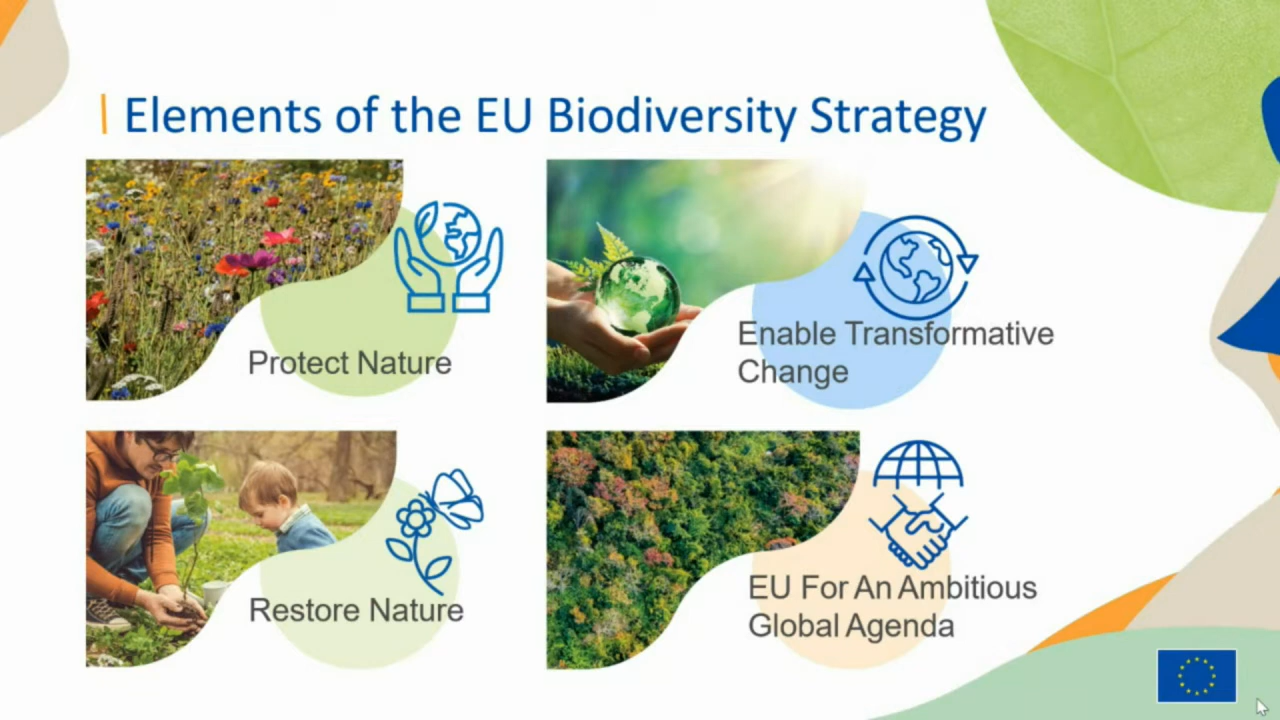 Elements of the EU Biodiversity Strategy
Protect Nature
Enable Transformative
Change
Restore Nature
EU For An Ambitious
Global Agenda